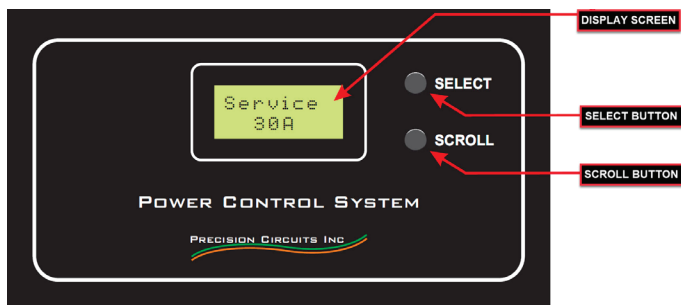 DISPLAY SCREEN
SELECT
Service
30A
SELECT BUTTON
SCROLL
SCROLL BUTTON
POWER CONTROL SYSTEM
PRECISION CIRCUITS INC